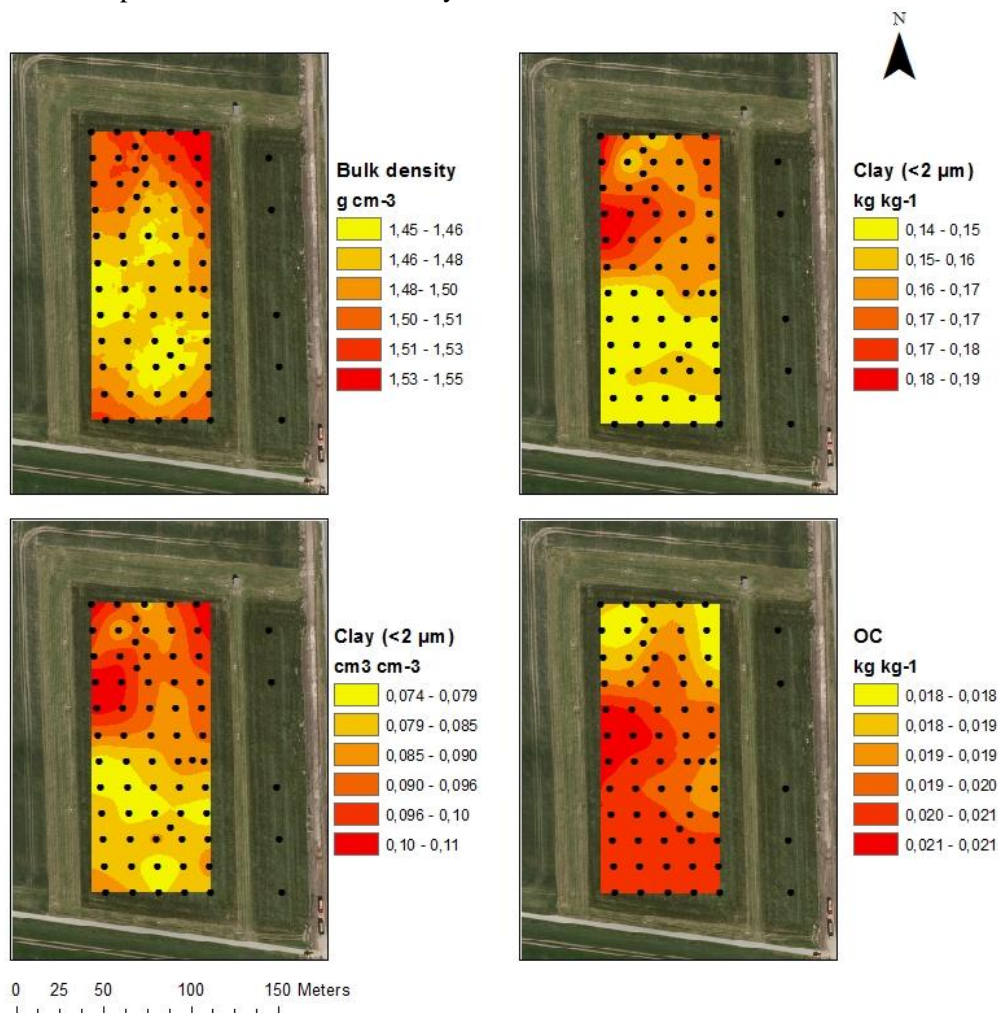 N
Bulk density
g cm-3
1,45 - 1,46
1,46 - 1,48
1,48- 1,50
1,50 - 1,51
1,51 - 1,53
1,53 - 1,55
Clay (<2 µm)
kg kg-1
0,14 - 0,15
0,15- 0,16
0,16 - 0,17
0,17 - 0,17
0,17 - 0,18
0,18 - 0,19
Clay (<2 µm)
cm3 cm-3
0,074 - 0,079
0,079 - 0,085
0,085 - 0,090
0,090 - 0,096
0,096 - 0,10
0,10 - 0,11
OC
kg kg-1
0,018 - 0,018
0,018 - 0,019
0,019 - 0,019
0,019 - 0,020
0,020 - 0,021
0,021 - 0,021
0 25 50 100 150 Meters